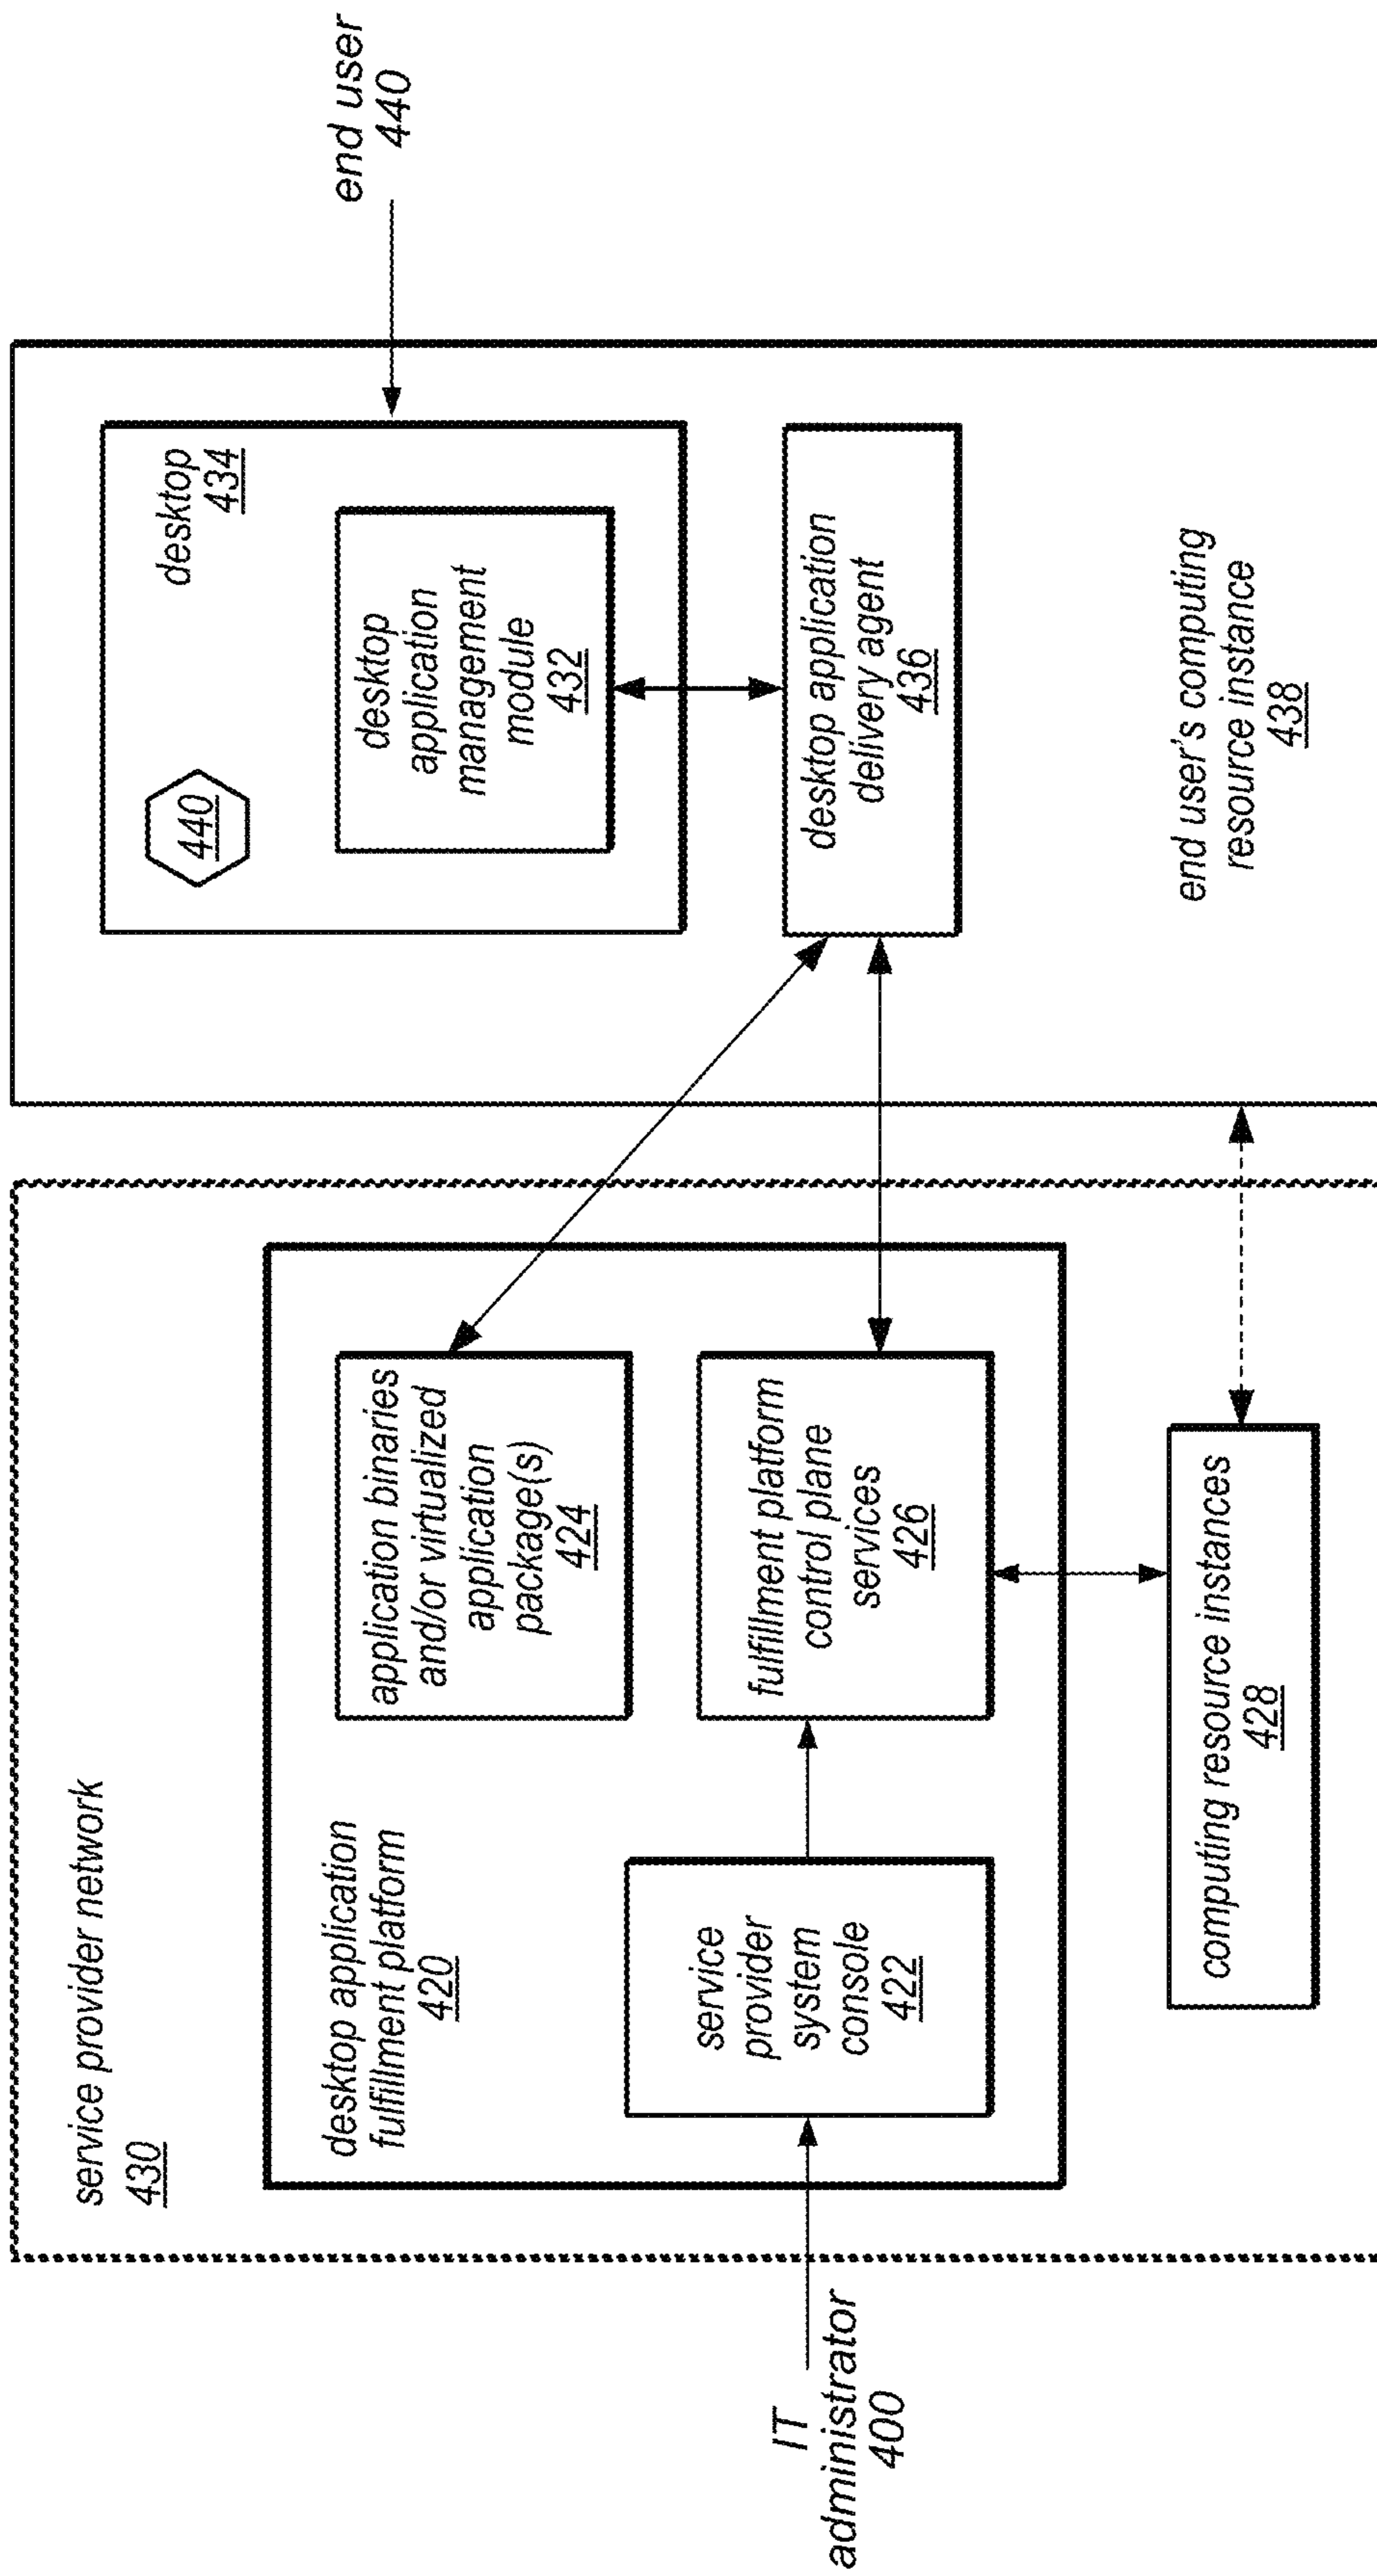 service provider network
430
desktop application
fulfillment platform
420
application binaries
and/or virtualized
application
package(s)
424
service
provider
system
console
422
fulfillment platform
control plane
services
426
computing resource instances
428
IT
administrator
400
desktop
434
440
desktop
application
management
module
432
desktop application
delivery agent
436
end user's computing
resource instance
438
end user
440